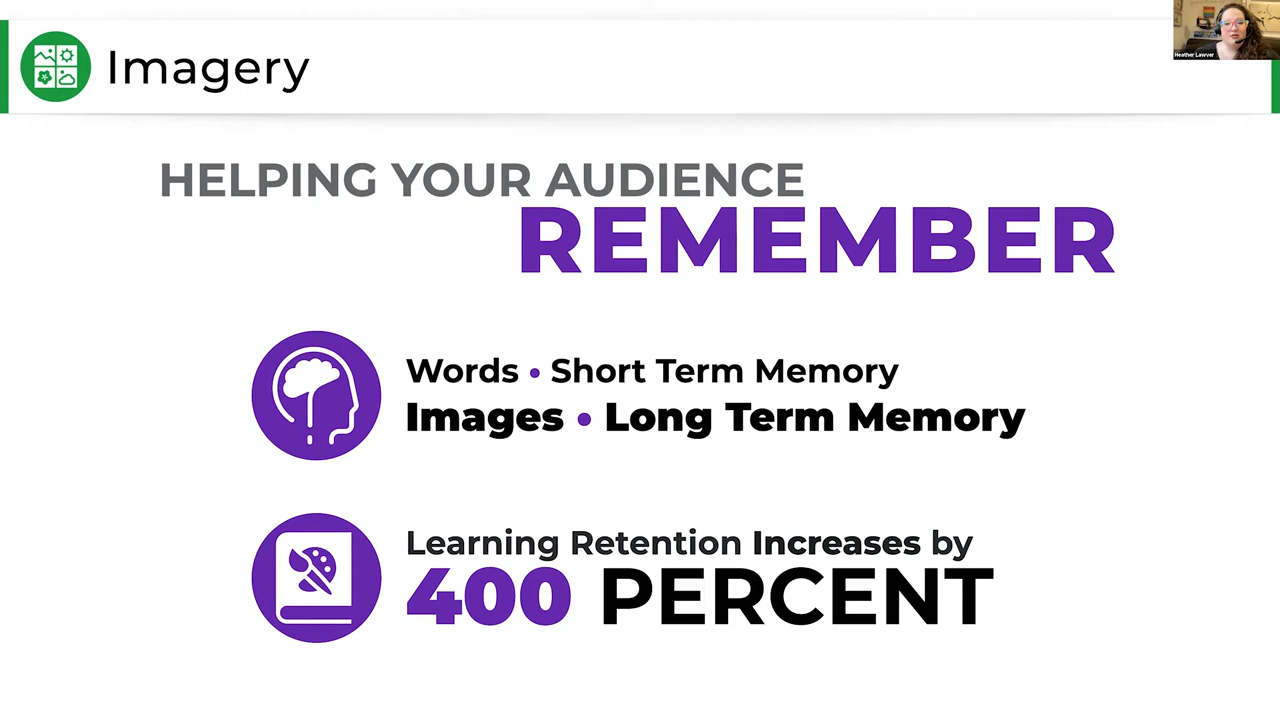 Imagery
Heather Lawver
HELPING YOUR AUDIENCE
REMEMBER
Words • Short Term Memory
Images • Long Term Memory
Learning Retention Increases by
400 PERCENT